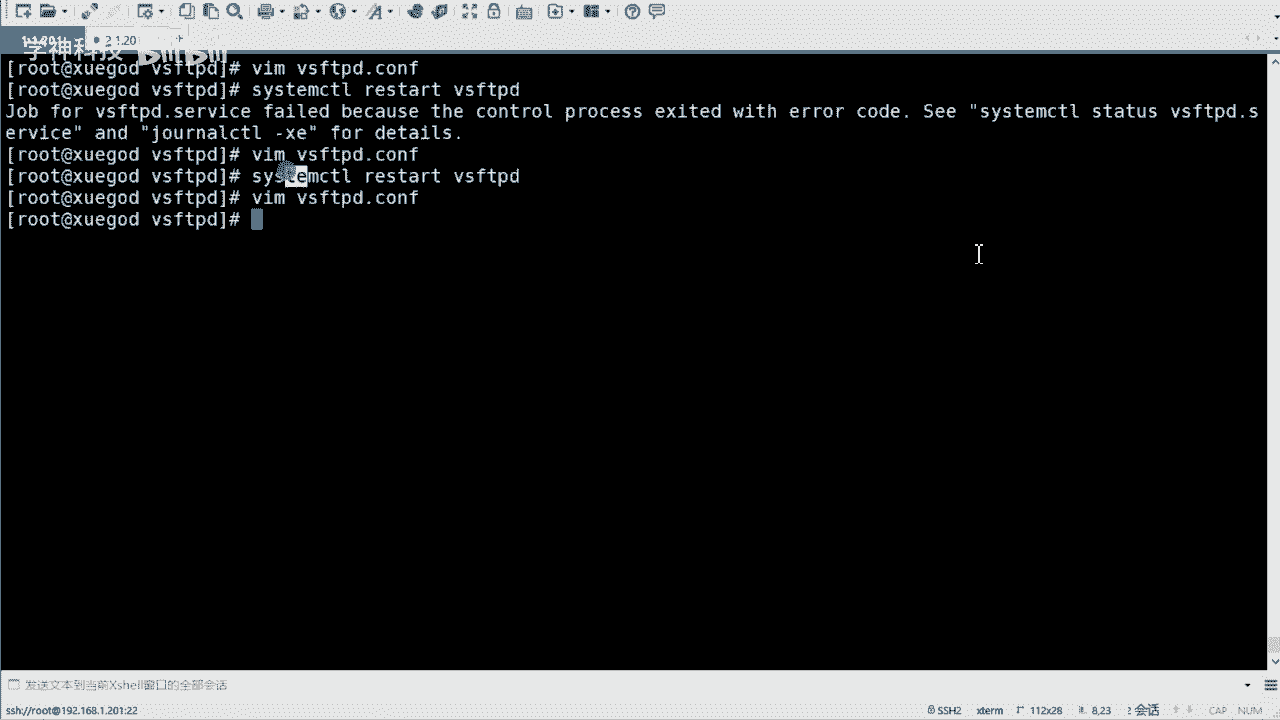 学神科技 bilibili
[root@xuegod vsftpd]# vim vsftpd.conf
[root@xuegod vsftpd]# systemctl restart vsftpd
Job for vsftpd.service failed because the control process exited with error code. See "systemctl status vsftpd.s
ervice" and "journalctl -xe" for details.
[root@xuegod vsftpd]# vim vsftpd.conf
[root@xuegod vsftpd]# systemctl restart vsftpd
[root@xuegod vsftpd]# vim vsftpd.conf
[root@xuegod vsftpd]#
发送文本到当前Xshell窗口的全部会话
ssh://root@192.168.1.201:22 SSH2 xterm 112x28 8,23 2 会话 CAP NUM